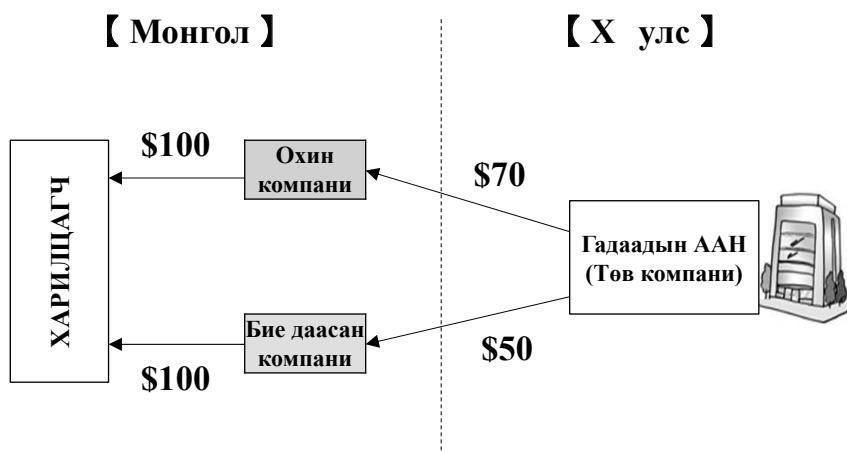 【 Монгол 】
【 Х улс 】
ХАРИЛЦАГЧ
$100
Охин
компани
$70
Гадаадын ААН
(Төв компани)
$100
Бие даасан
компани
$50